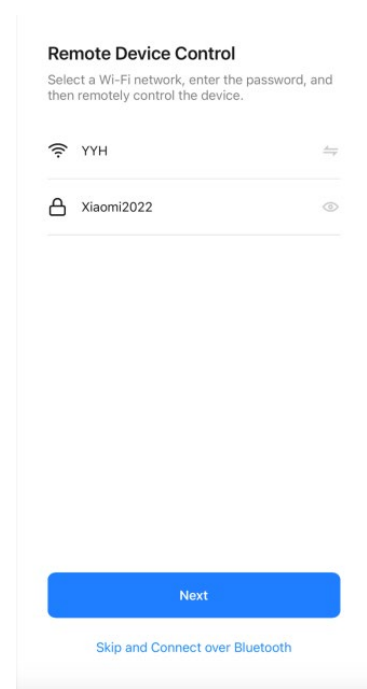 Remote Device Control
Select a Wi-Fi network, enter the password, and
then remotely control the device.
YYH
Xiaomi2022
Next
Skip and Connect over Bluetooth